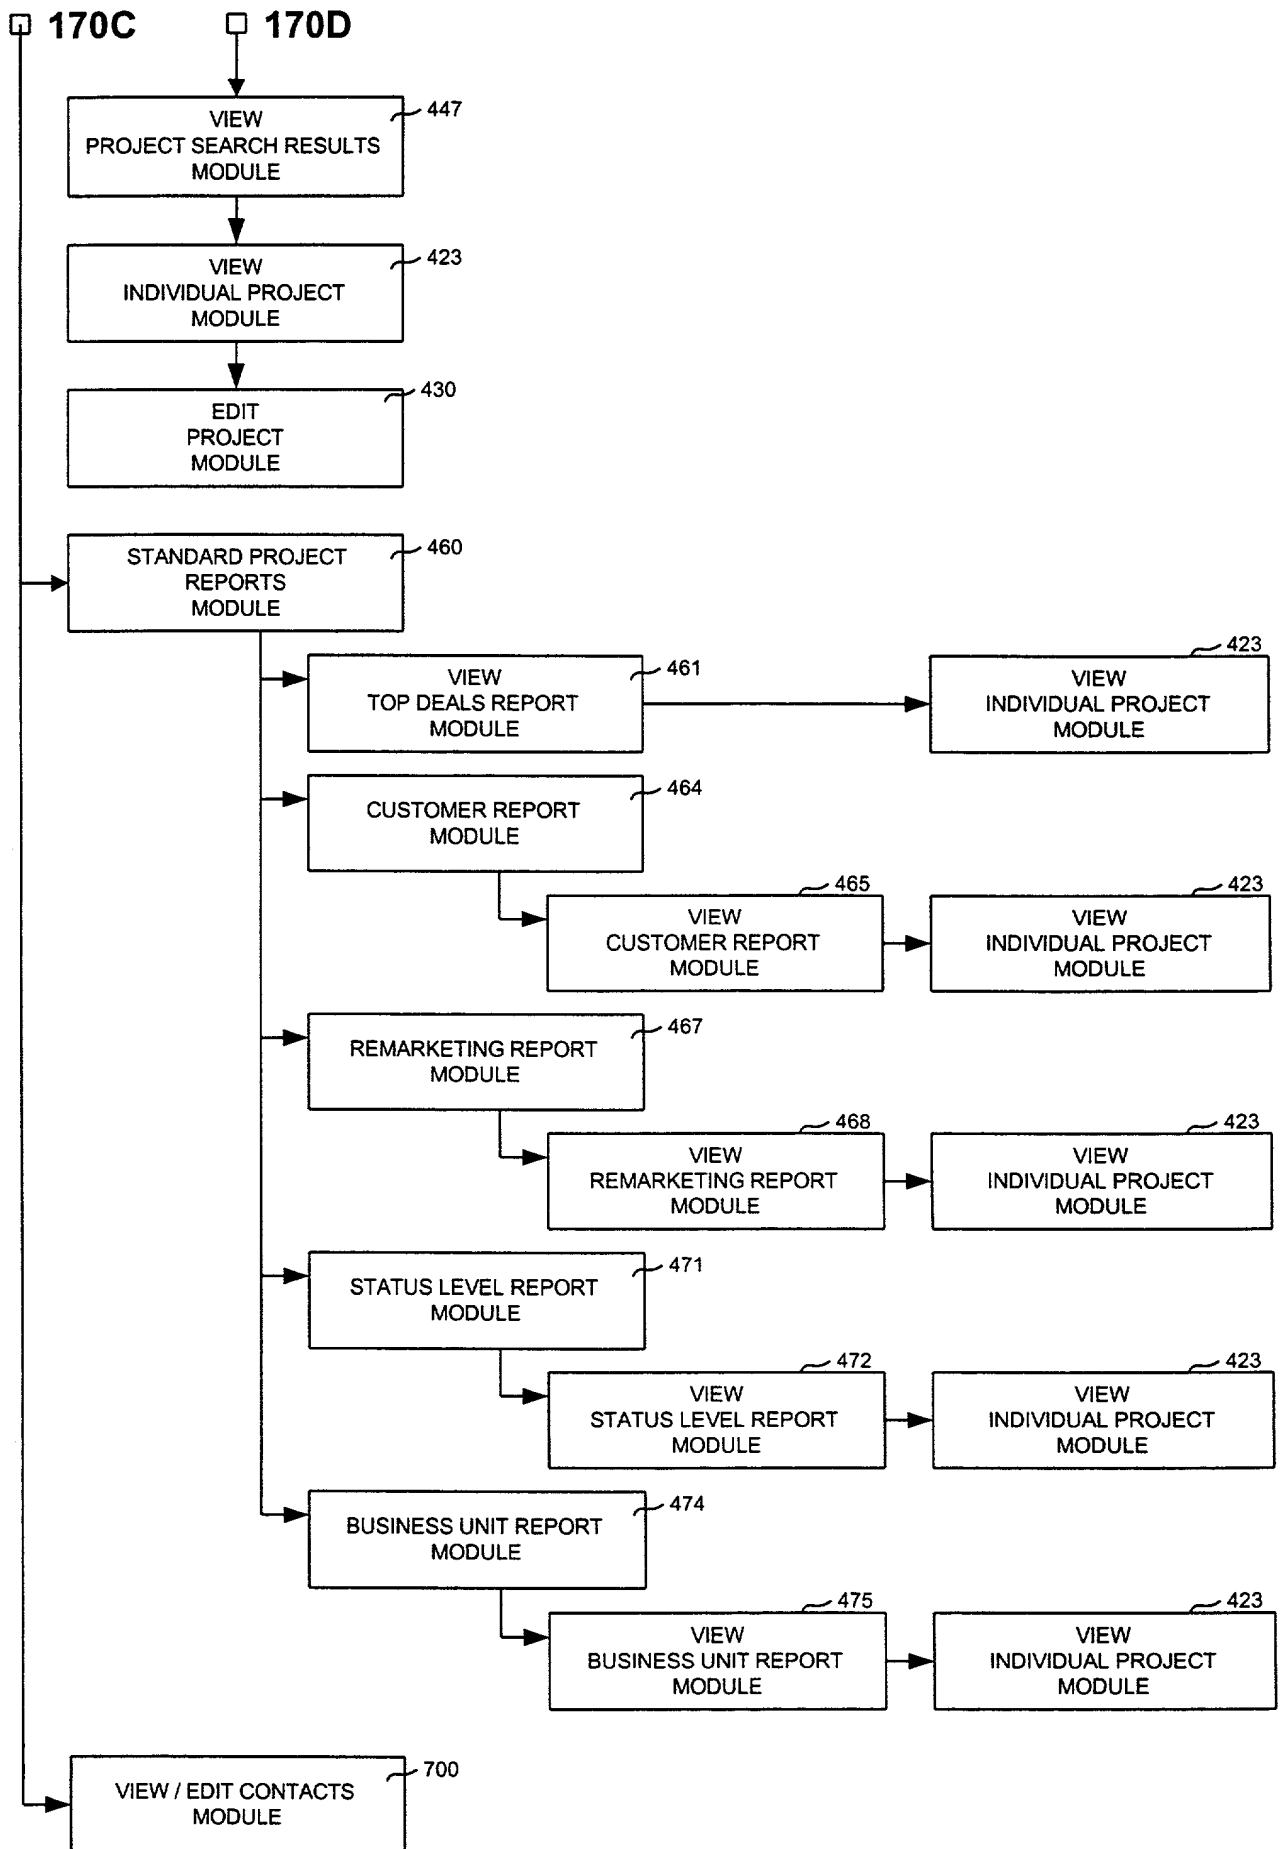 170C
170D
447
VIEW
PROJECT SEARCH RESULTS
MODULE
423
VIEW
INDIVIDUAL PROJECT
MODULE
430
EDIT
PROJECT
MODULE
460
STANDARD PROJECT
REPORTS
MODULE
461
VIEW
TOP DEALS REPORT
MODULE
423
VIEW
INDIVIDUAL PROJECT
MODULE
464
CUSTOMER REPORT
MODULE
465
VIEW
CUSTOMER REPORT
MODULE
423
VIEW
INDIVIDUAL PROJECT
MODULE
467
REMARKETING REPORT
MODULE
468
VIEW
REMARKETING REPORT
MODULE
423
VIEW
INDIVIDUAL PROJECT
MODULE
471
STATUS LEVEL REPORT
MODULE
472
VIEW
STATUS LEVEL REPORT
MODULE
423
VIEW
INDIVIDUAL PROJECT
MODULE
474
BUSINESS UNIT REPORT
MODULE
475
VIEW
BUSINESS UNIT REPORT
MODULE
423
VIEW
INDIVIDUAL PROJECT
MODULE
700
VIEW / EDIT CONTACTS
MODULE